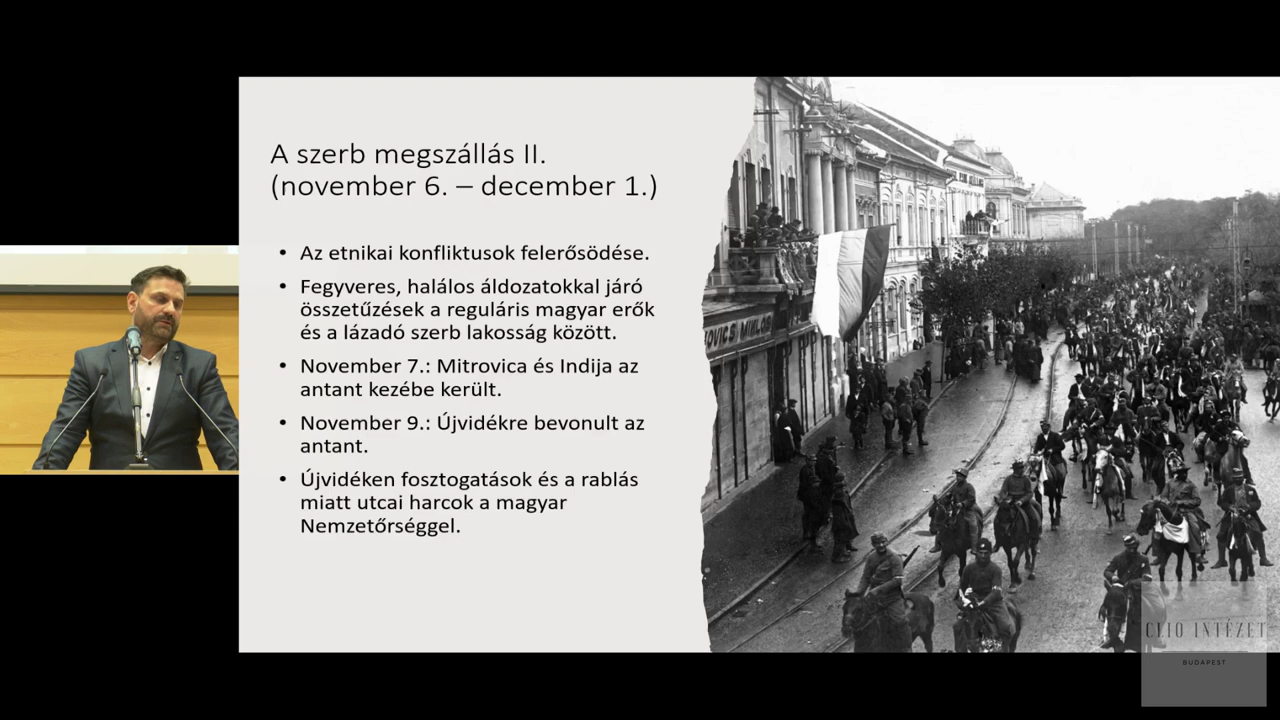 A szerb megszállás II.
(november 6. – december 1.)
• Az etnikai konfliktusok felerősödése.
• Fegyveres, halálos áldozatokkal járó
összetűzések a reguláris magyar erők
és a lázadó szerb lakosság között.
• November 7.: Mitrovica és Indija az
antant kezébe került.
• November 9.: Újvidékre bevonult az
antant.
• Újvidéken fosztogatások és a rablás
miatt utcai harcok a magyar
Nemzetőrséggel.
OVICS MIKLÓS
CLIO INTÉZET
BUDAPEST